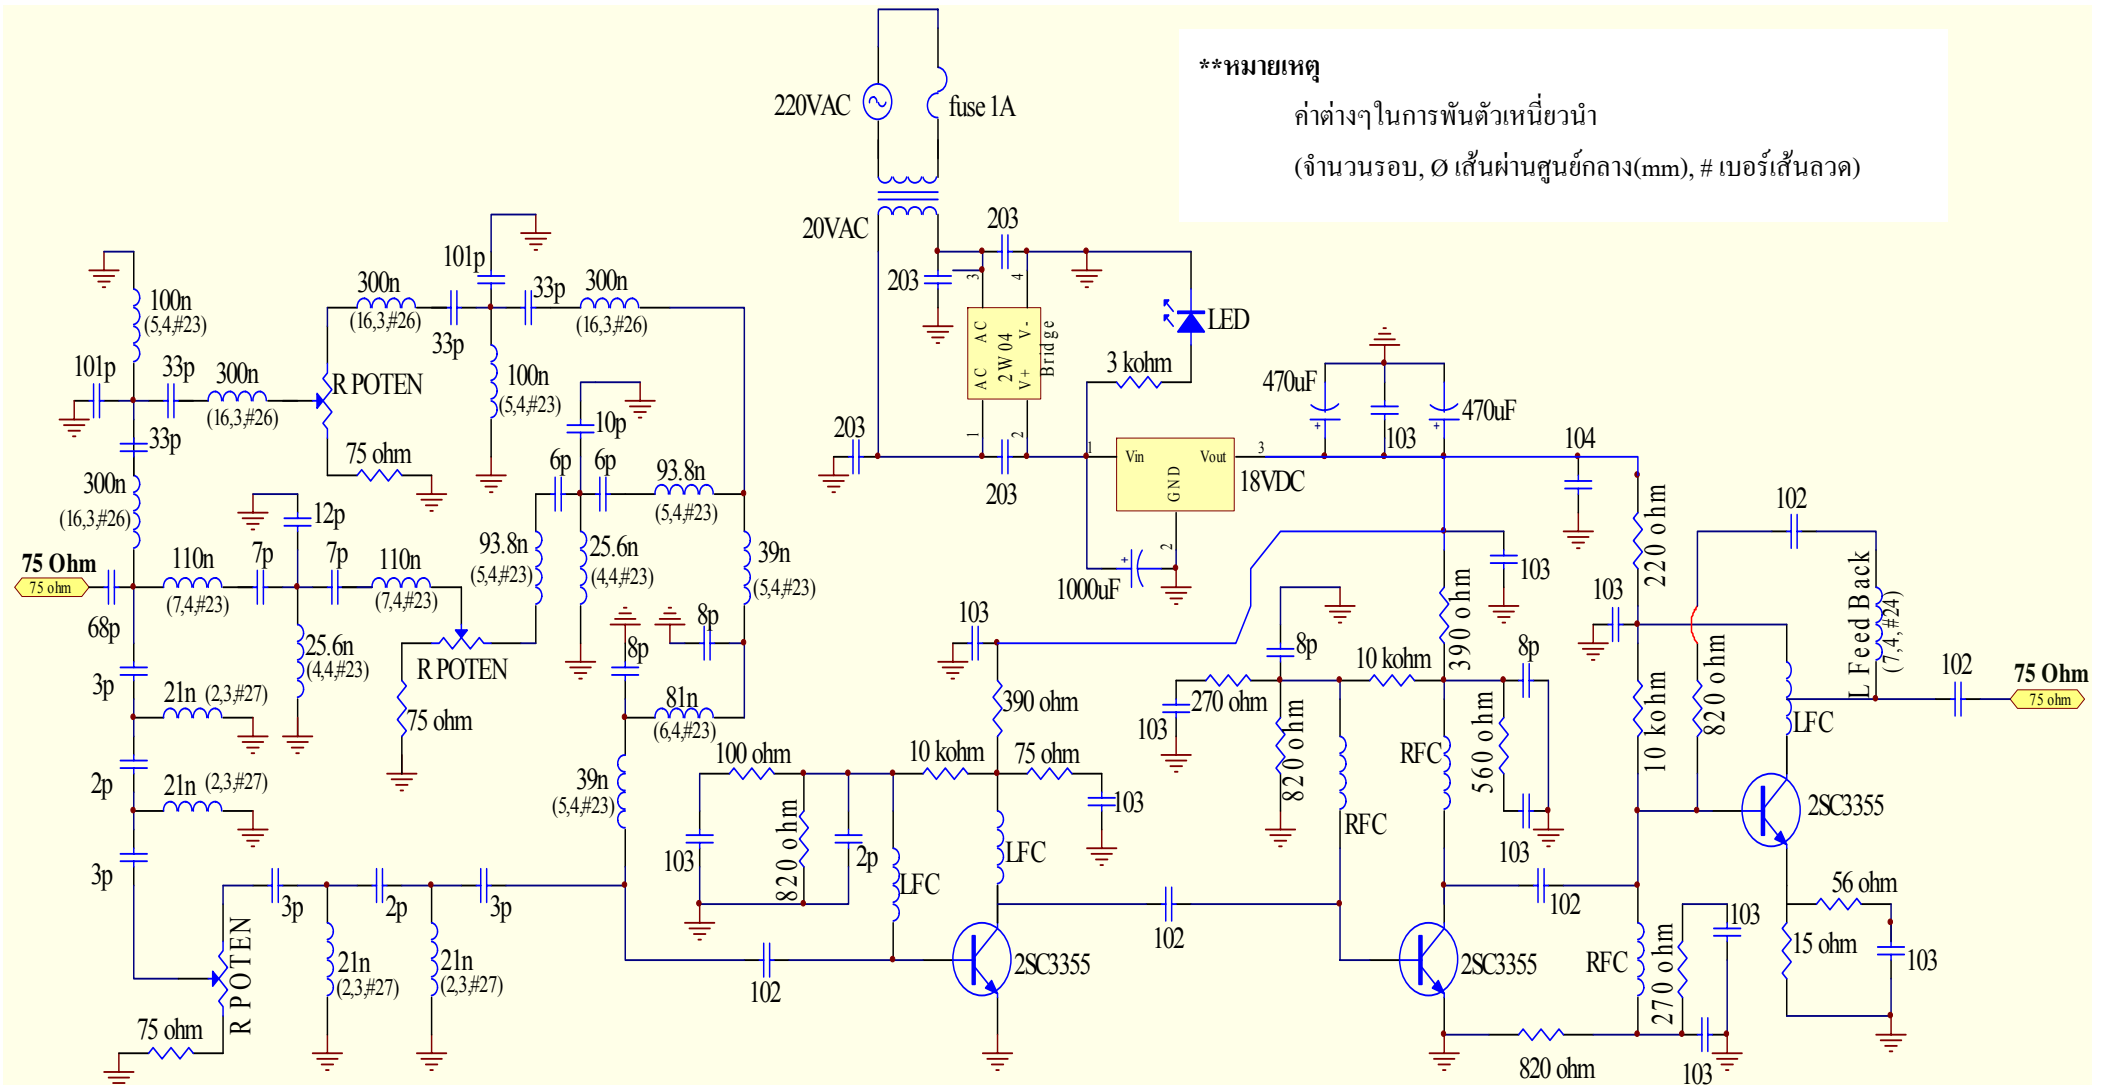 **หมายเหตุ
ค่าต่างๆในการพันตัวเหนี่ยวนำ
(จำนวนรอบ, Ø เส้นผ่านศูนย์กลาง(mm), # เบอร์เส้นลวด)
220VAC
fuse 1A
20VAC
203
203
3
4
AC
V-
2W04
Bridge
AC
V+
1
2
203
203
LED
3 kohm
1
Vin
Vout
GND
3
2
18VDC
1000uF
470uF
103
470uF
104
101p
300n
(16,3,#26)
33p
33p
300n
(16,3,#26)
100n
(5,4,#23)
100n
(5,4,#23)
101p
33p
300n
(16,3,#26)
R POTEN
75 ohm
33p
300n
(16,3,#26)
10p
6p
6p
93.8n
(5,4,#23)
12p
75 Ohm
75 ohm
68p
110n
(7,4,#23)
7p
7p
110n
(7,4,#23)
93.8n
(5,4,#23)
25.6n
(4,4,#23)
39n
(5,4,#23)
25.6n
(4,4,#23)
R POTEN
75 ohm
8p
8p
81n
(6,4,#23)
39n
(5,4,#23)
3p
21n
(2,3,#27)
2p
21n
(2,3,#27)
3p
3p
2p
3p
21n
(2,3,#27)
21n
(2,3,#27)
R POTEN
75 ohm
103
390 ohm
100 ohm
10 kohm
75 ohm
103
103
820 ohm
2p
LFC
LFC
102
2SC3355
102
103
8p
10 kohm
390 ohm
8p
270 ohm
103
820 ohm
RFC
RFC
560 ohm
103
102
2SC3355
820 ohm
220 ohm
103
102
L FeedBack
(7,4,#24)
10 kohm
820 ohm
LFC
102
75 Ohm
75 ohm
2SC3355
56 ohm
15 ohm
103
RFC
270 ohm
103
103